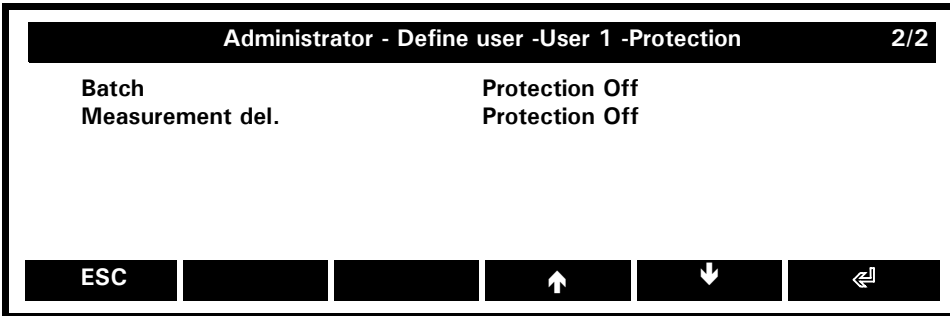 Administrator - Define user -User 1 -Protection 2/2
Batch Protection Off
Measurement del. Protection Off
ESC